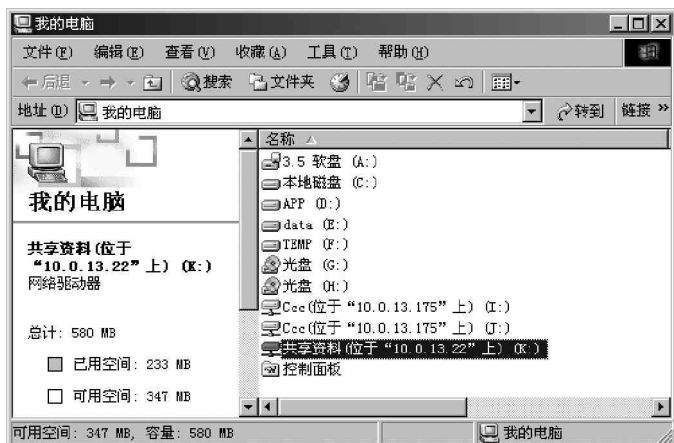 我的电脑
文件(F) 编辑(E) 查看(V) 收藏(A) 工具(T) 帮助(H)
后退 搜索 文件夹
地址(D) 我的电脑 转到 链接 »
名称
3.5 软盘 (A:)
本地磁盘 (C:)
APP (D:)
data (E:)
TEMP (F:)
光盘 (G:)
光盘 (H:)
Ccc(位于“10.0.13.175”上) (I:)
Ccc(位于“10.0.13.175”上) (J:)
共享资料(位于“10.0.13.22”上) (K:)
控制面板
我的电脑
共享资料(位于
“10.0.13.22”上) (K:)
网络驱动器
总计: 580 MB
已用空间: 233 MB
可用空间: 347 MB
可用空间: 347 MB, 容量: 580 MB 我的电脑